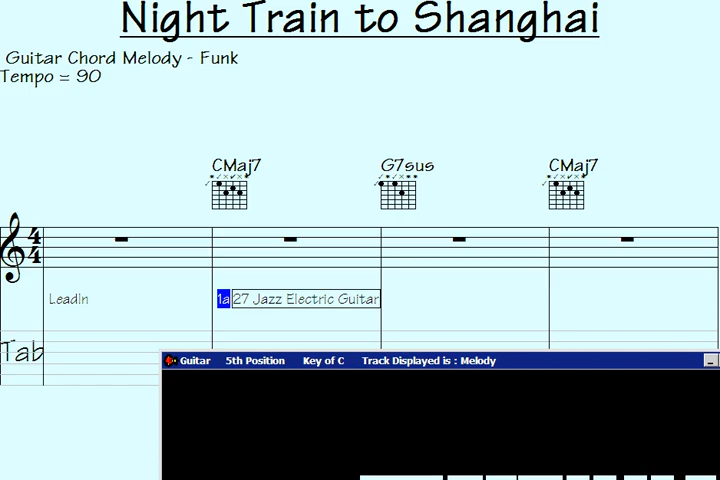 Night Train to Shanghai
Guitar Chord Melody - Funk
Tempo = 90
CMaj7 G7sus CMaj7
4
4
LeadIn 1a 27 Jazz Electric Guitar
Tab
Guitar 5th Position Key of C Track Displayed is : Melody